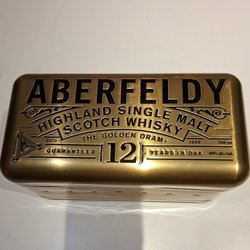 ABERFELDY
HIGHLAND SINGLE MALT
SCOTCH WHISKY
· THE GOLDEN DRAM ·
ESTD 1898 700 ml
GUARANTEED 12 YEARS IN OAK 40% alc./vol.